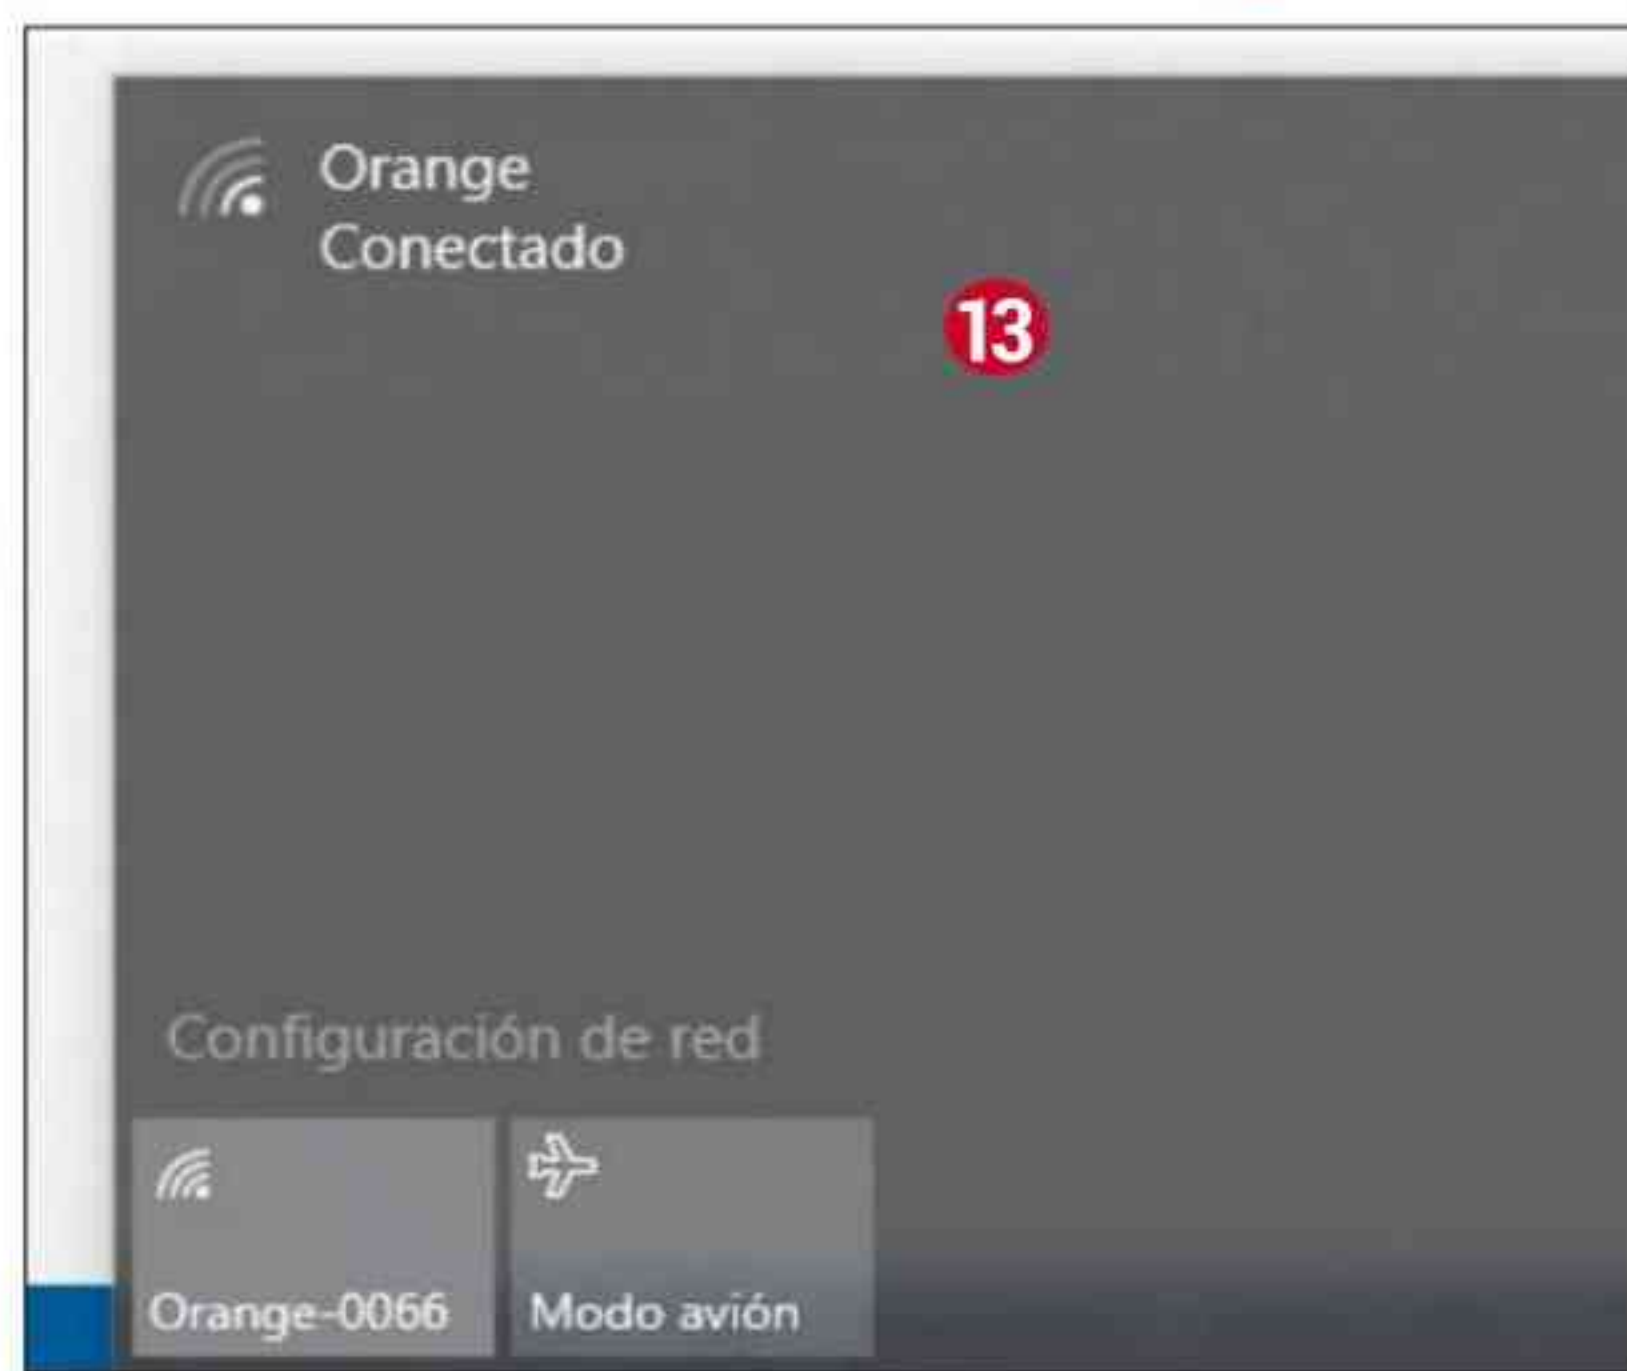 Orange
Conectado
13
Configuración de red
Orange-0066
Modo avión